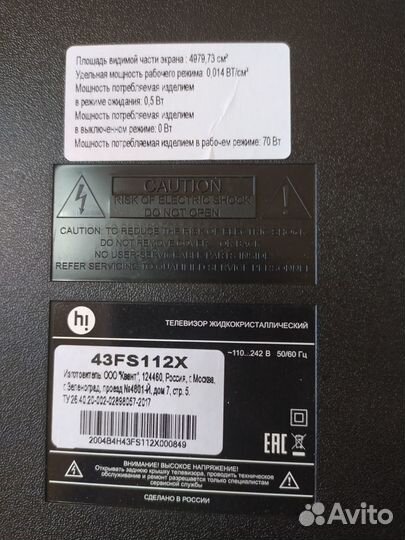 Площадь видимой части экрана : 4979,73 см²
Удельная мощность рабочего режима 0,014 ВТ/см²
Мощность потребляемая изделием
в режиме ожидания: 0,5 Вт
Мощность потребляемая изделием
в выключенном режиме: 0 Вт
Мощность потребляемая изделием в рабочем режиме: 70 Вт
CAUTION
RISK OF ELECTRIC SHOCK
DO NOT OPEN
CAUTION: TO REDUCE THE RISK OF ELECTRIC SHOCK
DO NOT REMOVE COVER OR BACK
NO USER-SERVICEABLE PARTS INSIDE
REFER SERVICING TO QUALIFIED SERVICE PERSONNEL
hi
ТЕЛЕВИЗОР ЖИДКОКРИСТАЛЛИЧЕСКИЙ
43FS112X
~110...242 В 50/60 Гц
Изготовитель: ООО "Квант", 124460, Россия, г. Москва,
г. Зеленоград, проезд №4801-Й, дом 7, стр. 5.
ТУ 26.40.20-002-02898057-2017
2004B4H43FS112X000849
EAC
ВНИМАНИЕ! ВЫСОКОЕ НАПРЯЖЕНИЕ!
Открывать заднюю крышку телевизора, проводить техническое
обслуживание и ремонт разрешается только специалистам
сервисной службы
СДЕЛАНО В РОССИИ
Avito